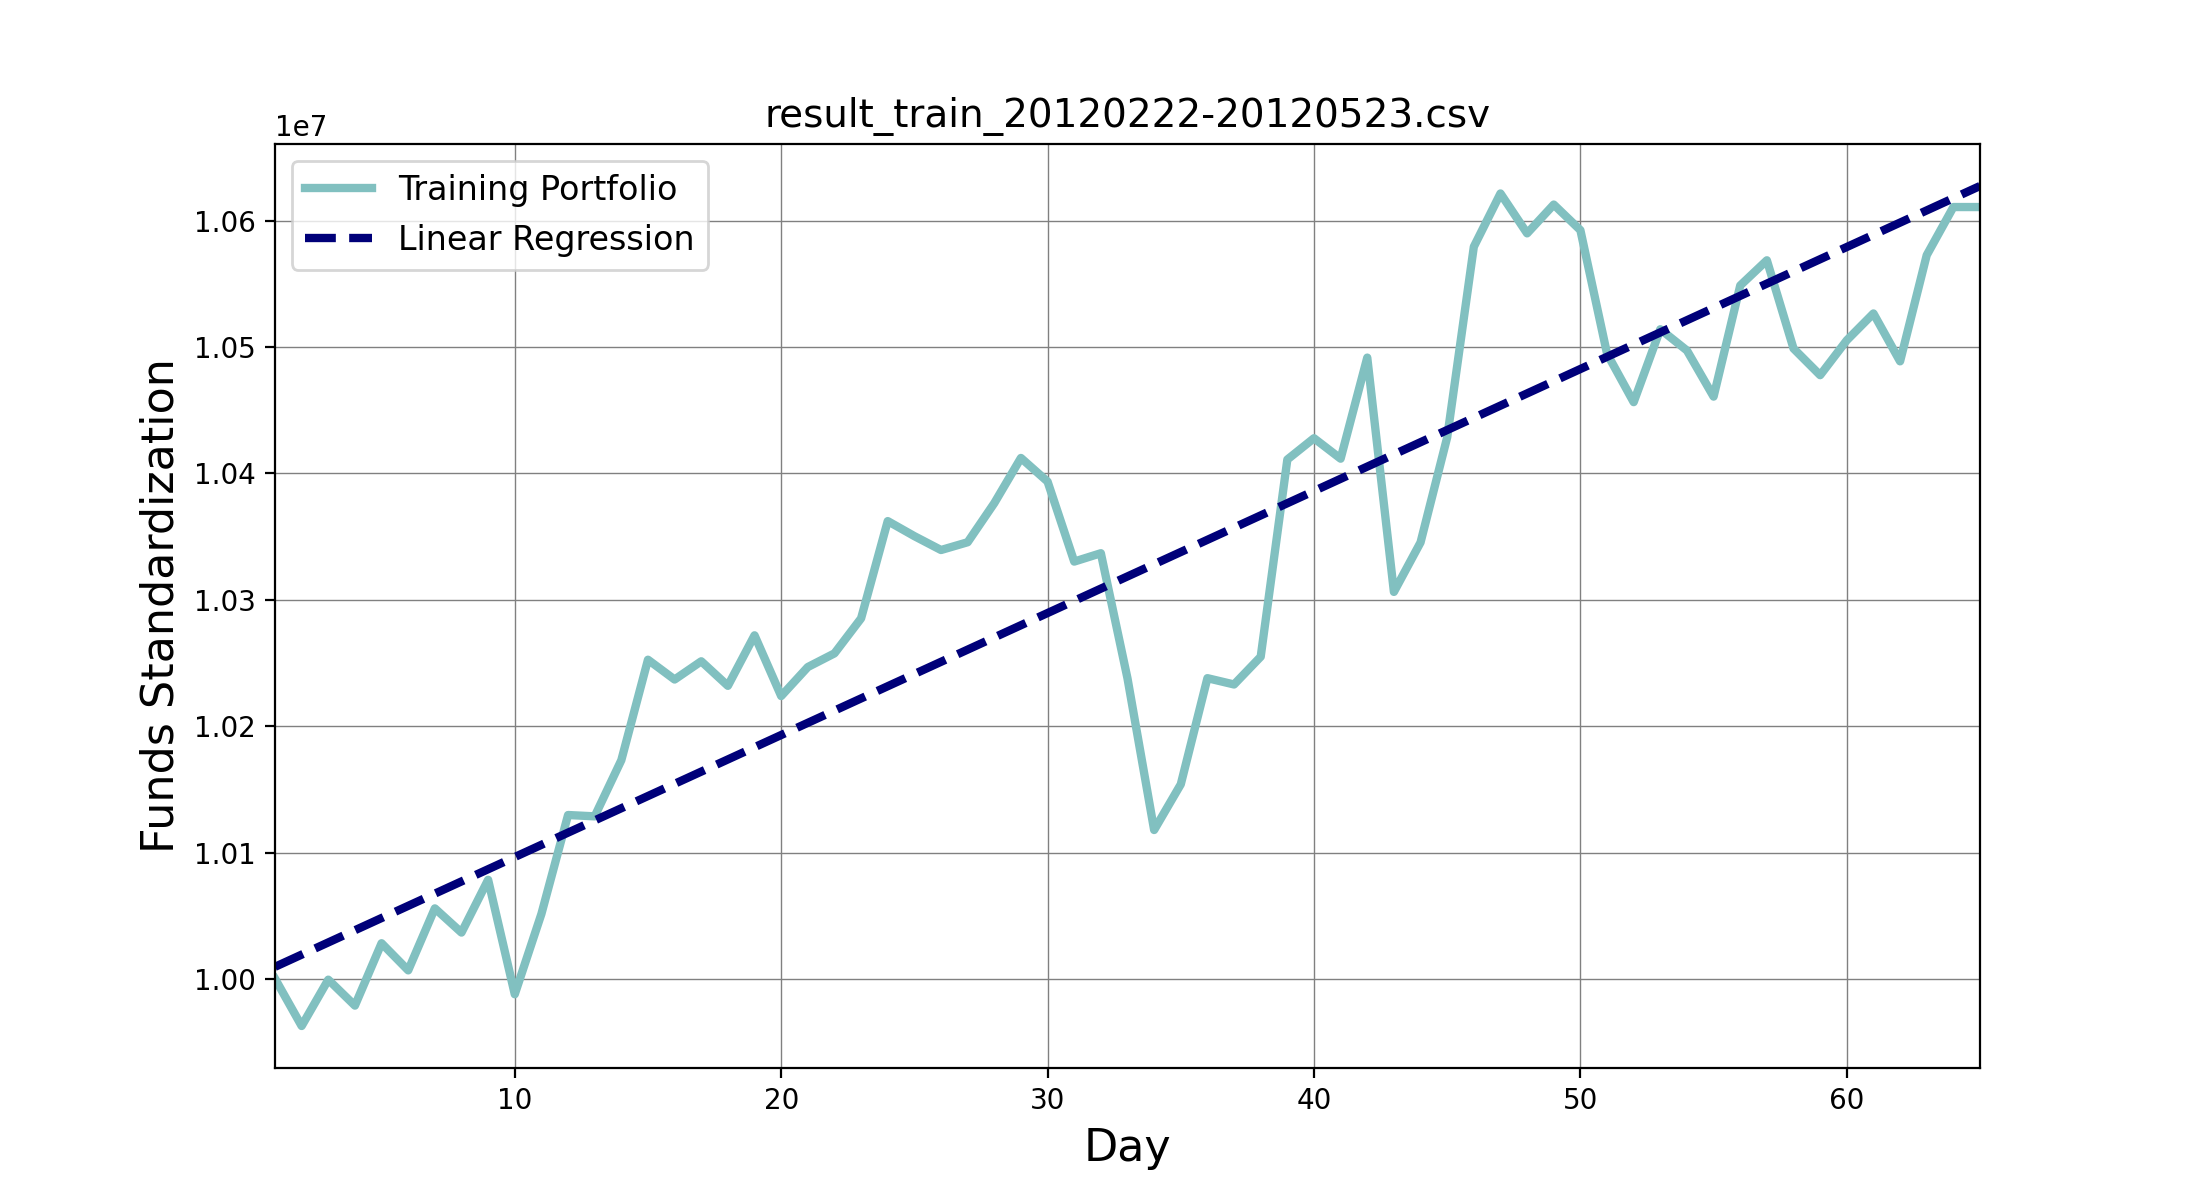 result_train_20120222-20120523.csv
1e7
Training Portfolio
Linear Regression
1.06
1.05
1.04
1.03
1.02
1.01
1.00
Funds Standardization
10 20 30 40 50 60
Day